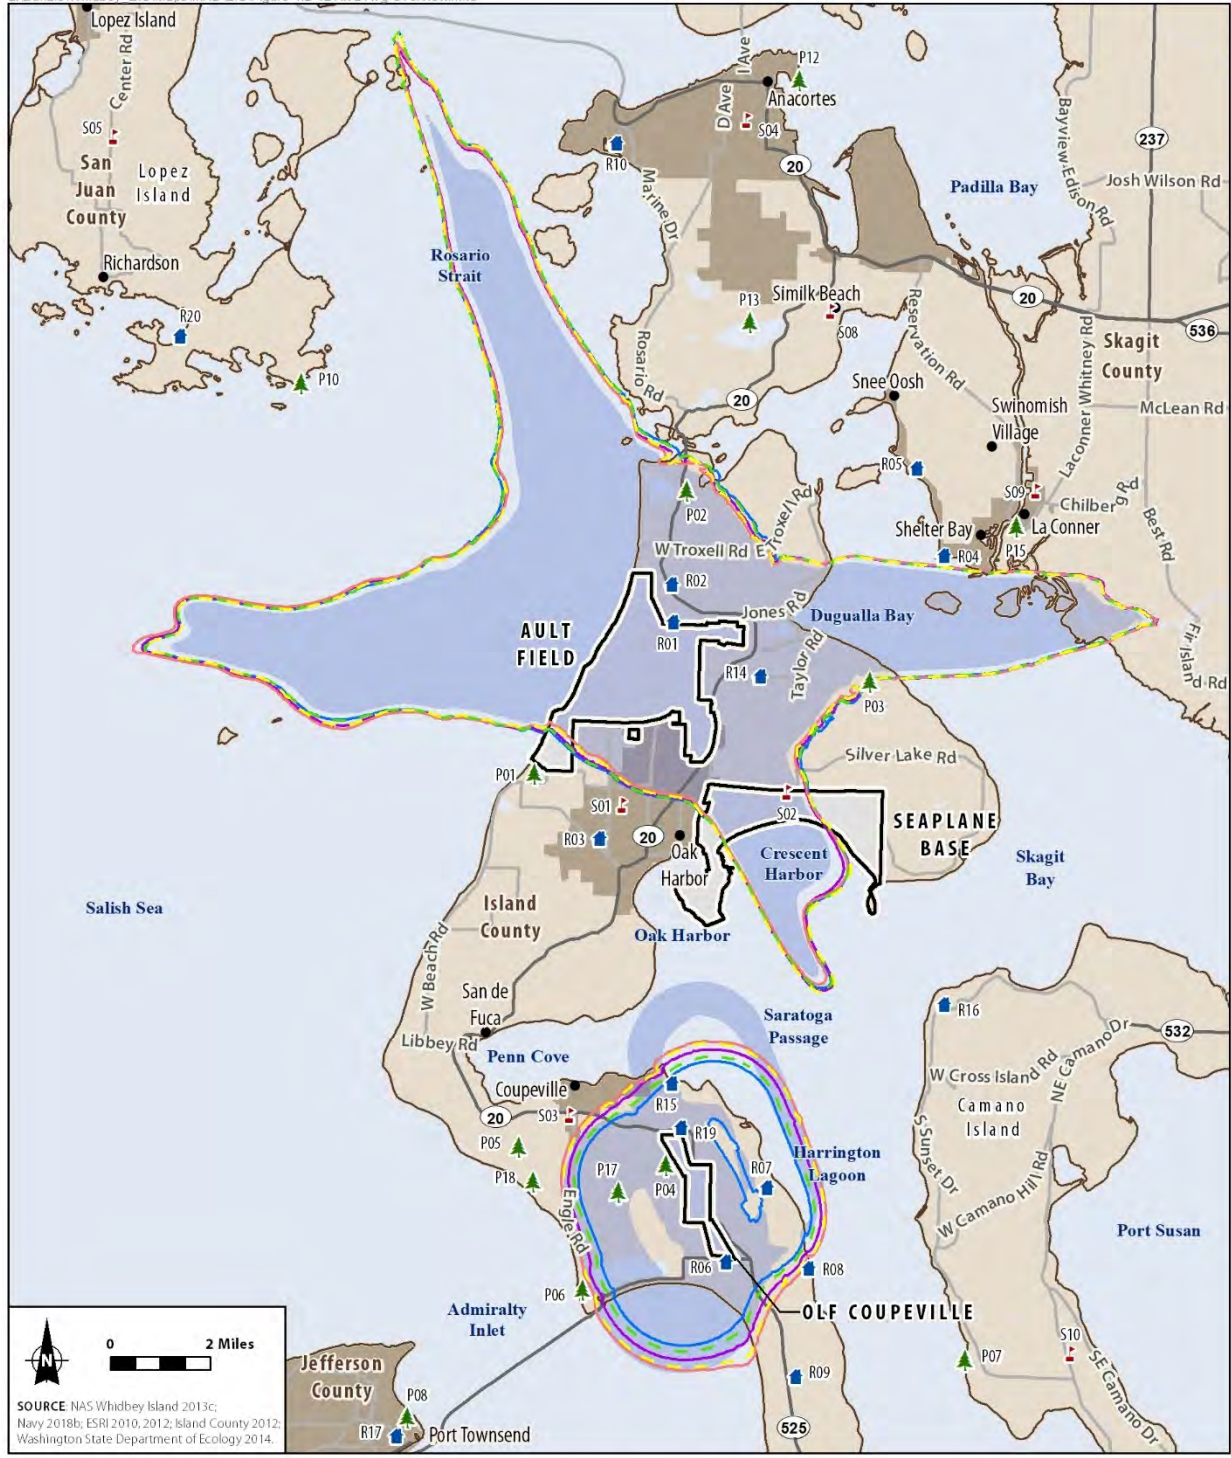 Lopez Island
Center Rd
S05
San
Juan
County
Lopez
Island
Richardson
R20
P10
Rosario
Strait
I Ave
D Ave
P12
Anacortes
S04
R10
20
Marine Dr
Padilla Bay
Bayview Edison Rd
237
Josh Wilson Rd
20
536
Similk Beach
P13
S08
Reservation Rd
Skagit
County
Rosario Rd
20
Snee Oosh
Swinomish
Village
Laconner Whitney Rd
McLean Rd
R05
S09
Chilberg Rd
P02
E Troxell Rd
W Troxell Rd
Shelter Bay
La Conner
Best Rd
R04
P15
R02
Jones Rd
Dugualla Bay
AULT
FIELD
R01
Taylor Rd
R14
Fir Island Rd
P03
Silver Lake Rd
P01
S01
R03
20
Oak
Harbor
S02
SEAPLANE
BASE
Crescent
Harbor
Skagit
Bay
Salish Sea
Island
County
Oak Harbor
W Beach Rd
San de
Fuca
Libbey Rd
Penn Cove
Saratoga
Passage
R16
532
NE Camano Dr
W Cross Island Rd
Camano
Island
Coupeville
R15
20
S03
R19
P05
P18
P17
P04
R07
Harrington
Lagoon
S Sunset Dr
W Camano Hill Rd
Port Susan
Engle Rd
R06
R08
P06
OLF COUPEVILLE
Admiralty
Inlet
R09
P07
S10
SE Camano Dr
525
N
0
2 Miles
Jefferson
County
P08
R17
Port Townsend
SOURCE: NAS Whidbey Island 2013c;
Navy 2018b; ESRI 2010, 2012; Island County 2012;
Washington State Department of Ecology 2014.